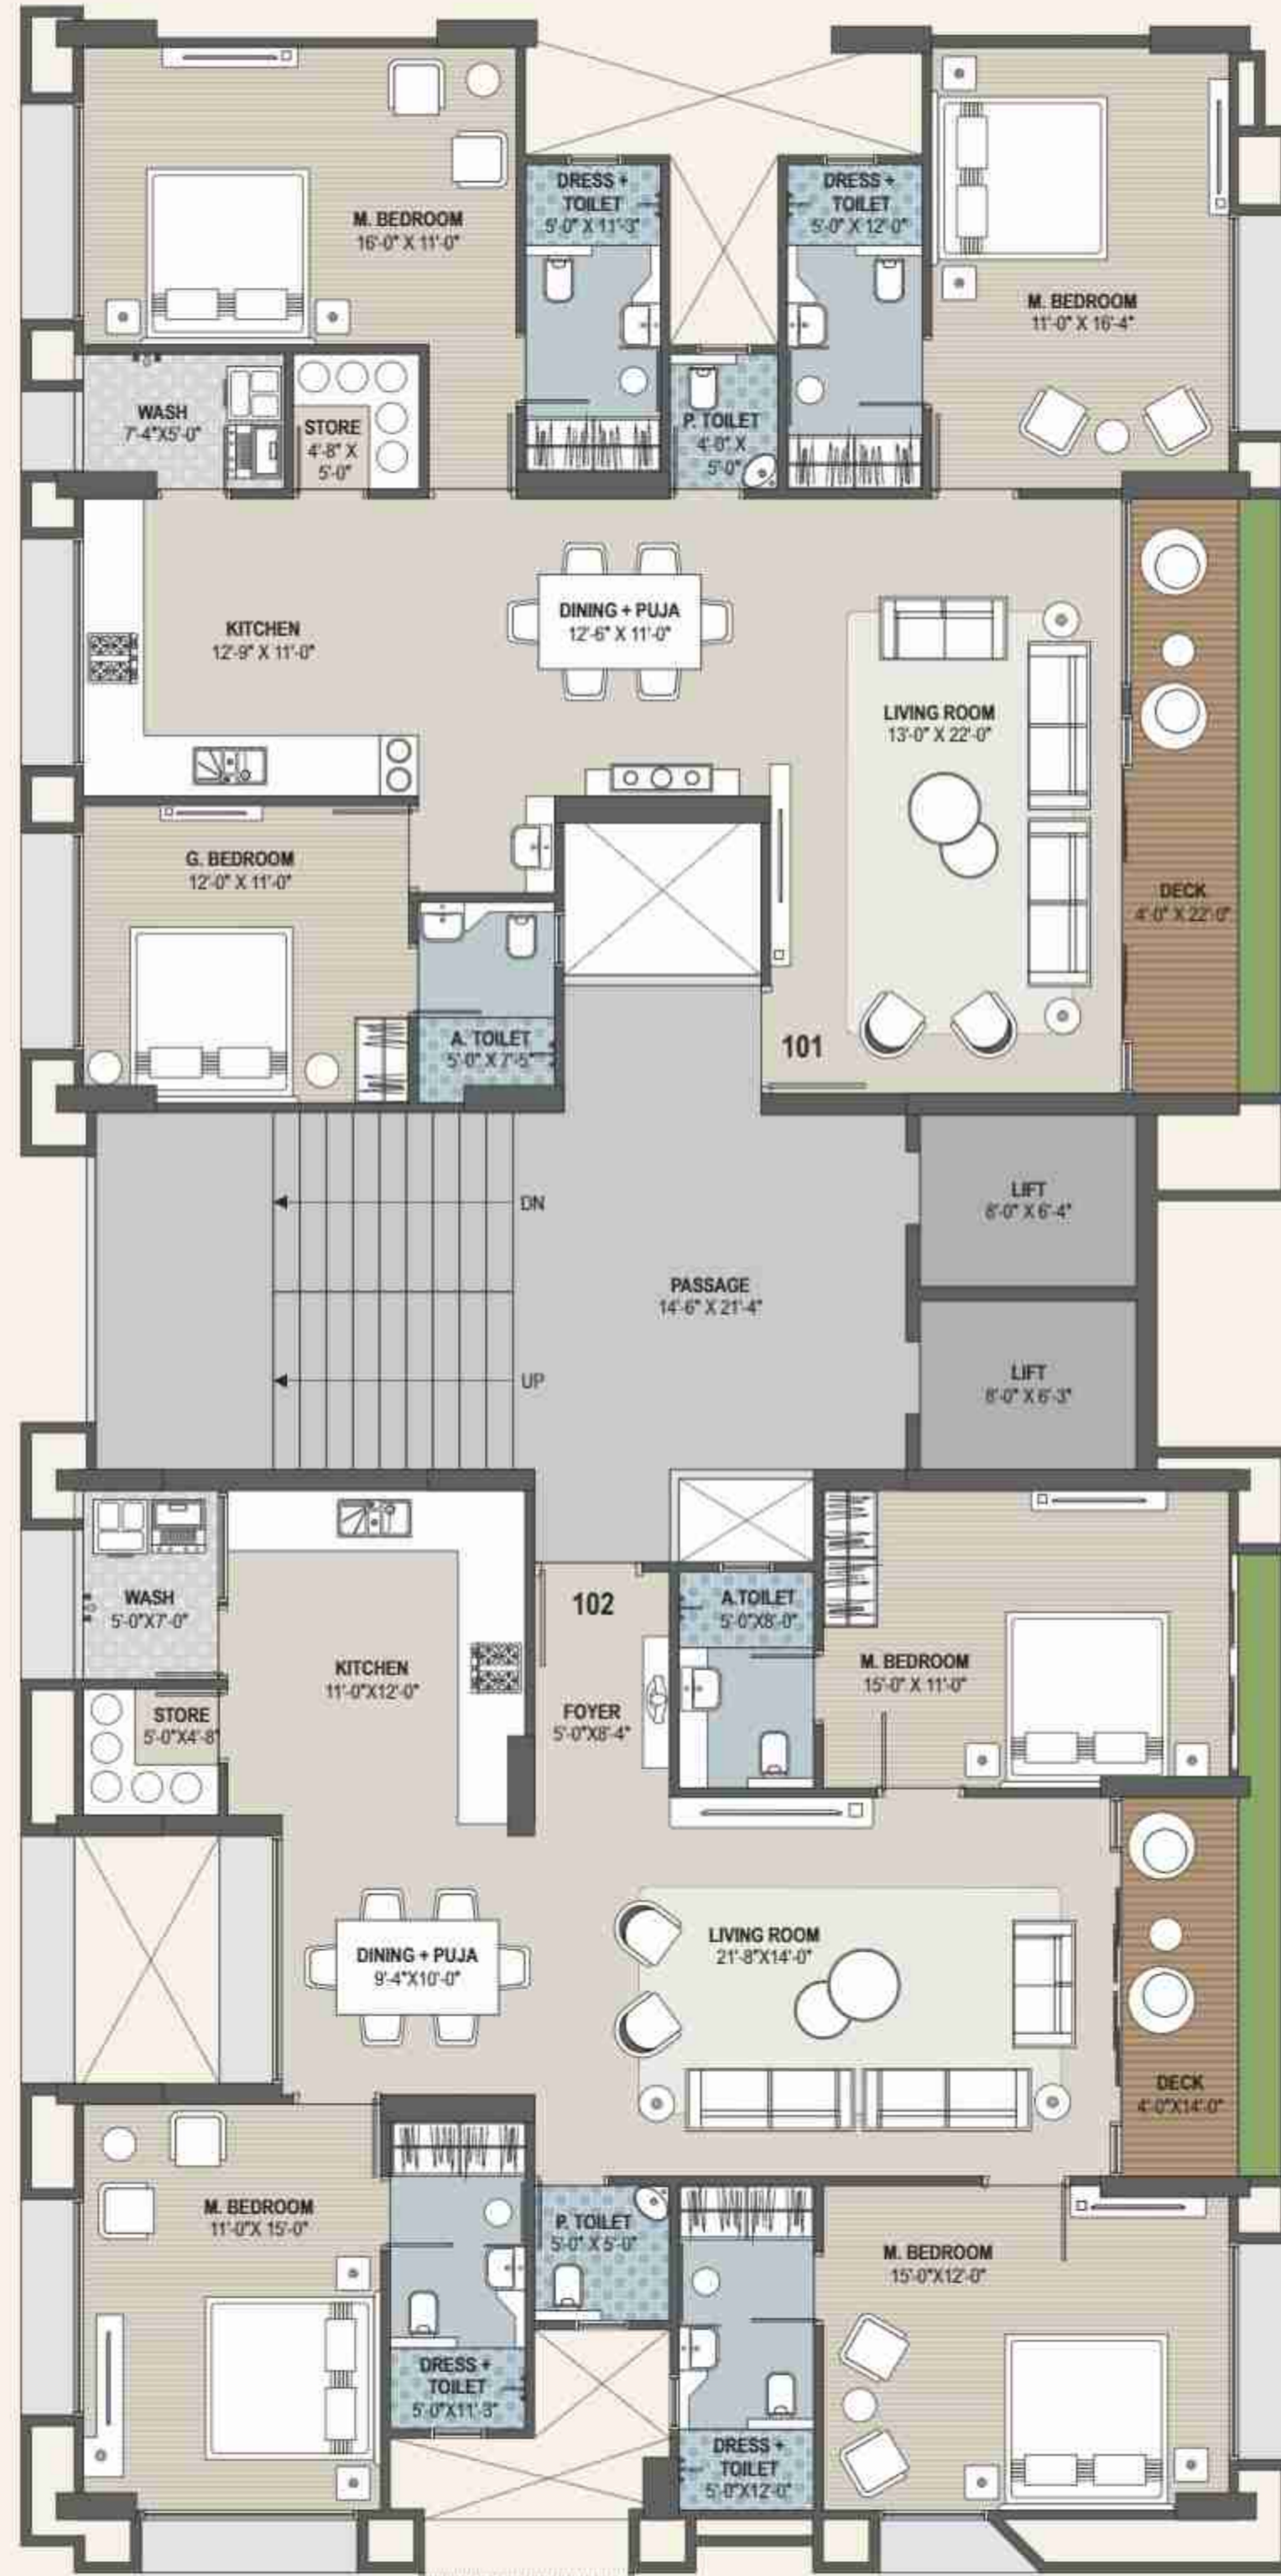 M. BEDROOM
16'-0" X 11'-0"
DRESS +
TOILET
5'-0" X 11'-3"
DRESS +
TOILET
5'-0" X 12'-0"
M. BEDROOM
11'-0" X 16'-4"
WASH
7'-4"X5'-0"
STORE
4'-8" X
5'-0"
P. TOILET
4'-0" X
5'-0"
KITCHEN
12'-9" X 11'-0"
DINING + PUJA
12'-6" X 11'-0"
LIVING ROOM
13'-0" X 22'-0"
G. BEDROOM
12'-0" X 11'-0"
DECK
4'-0" X 22'-0"
A. TOILET
5'-0" X 7'-5"
101
DN
LIFT
8'-0" X 6'-4"
PASSAGE
14'-6" X 21'-4"
UP
LIFT
8'-0" X 6'-3"
WASH
5'-0"X7'-0"
KITCHEN
11'-0"X12'-0"
102
FOYER
5'-0"X8'-4"
A.TOILET
5'-0"X8'-0"
M. BEDROOM
15'-0" X 11'-0"
STORE
5'-0"X4'-8"
DINING + PUJA
9'-4"X10'-0"
LIVING ROOM
21'-8"X14'-0"
DECK
4'-0"X14'-0"
M. BEDROOM
11'-0"X 15'-0"
P. TOILET
5'-0" X 5'-0"
M. BEDROOM
15'-0"X12'-0"
DRESS +
TOILET
5'-0"X11'-3"
DRESS +
TOILET
5'-0"X12'-0"